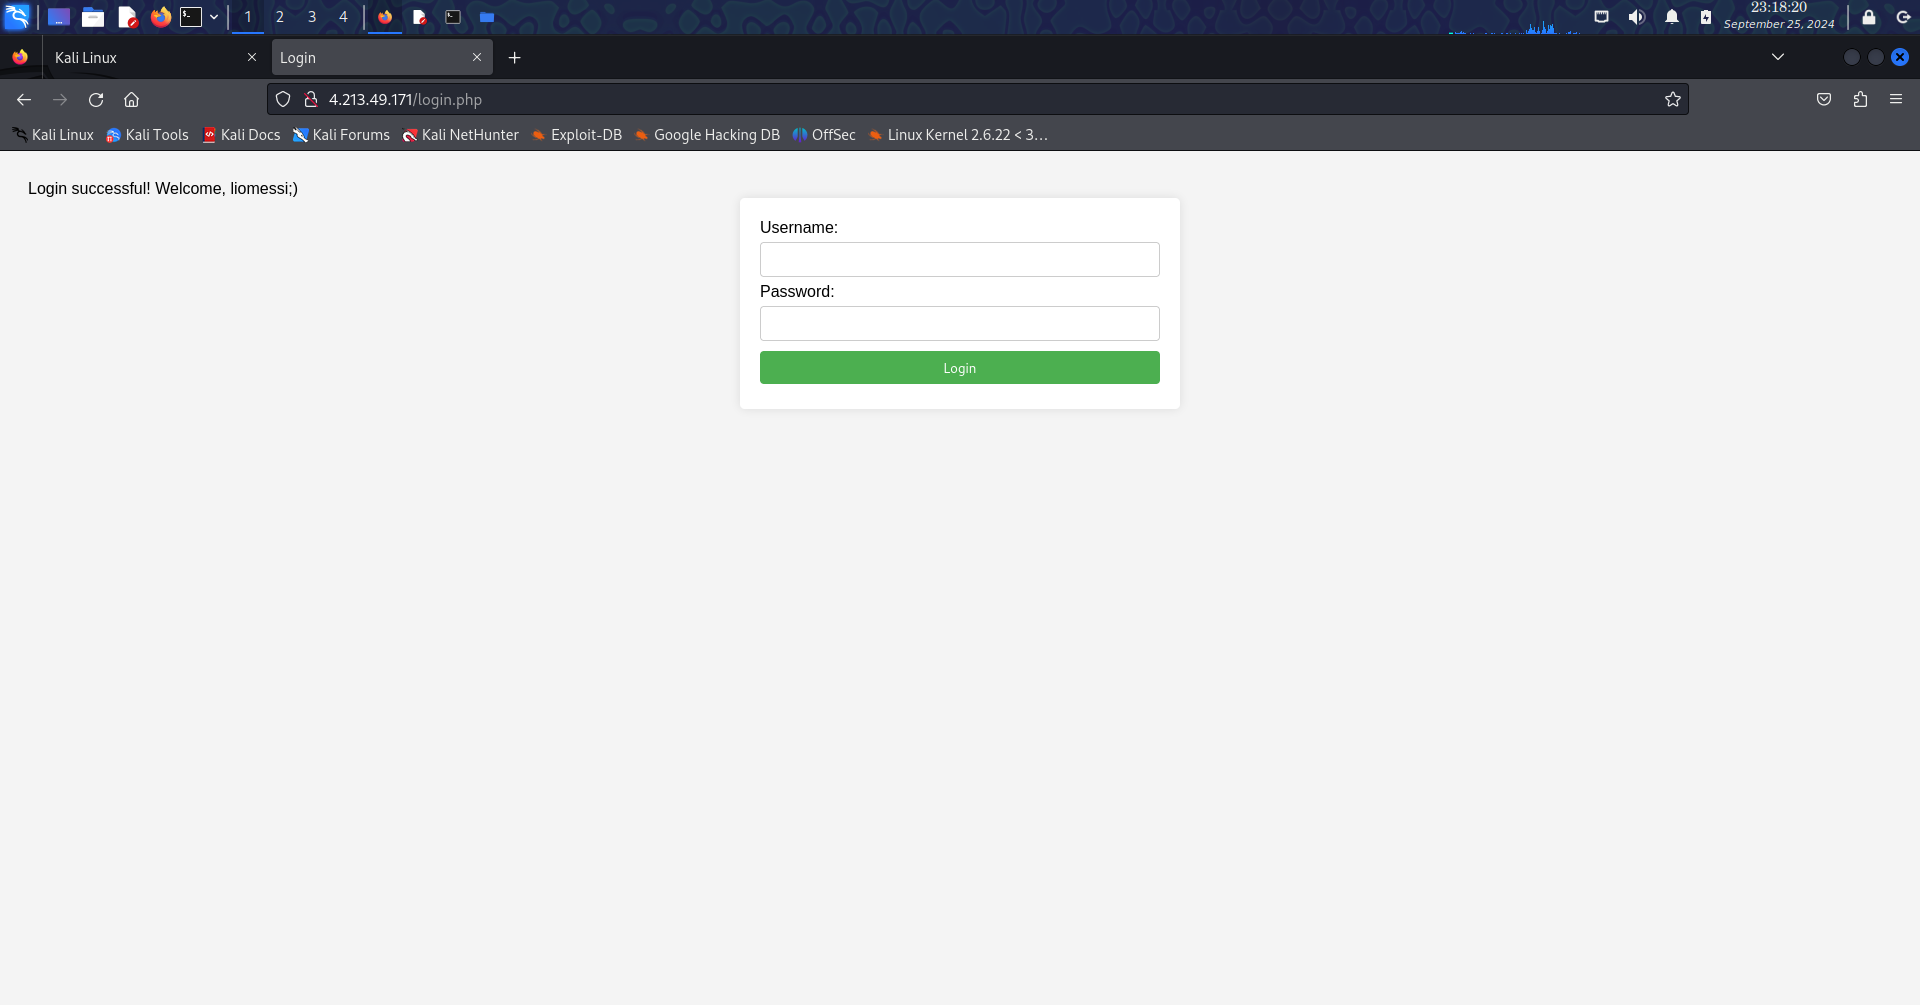 1 2 3 4 23:18:20
September 25, 2024
Kali Linux Login
4.213.49.171/login.php
Kali Linux Kali Tools Kali Docs Kali Forums Kali NetHunter Exploit-DB Google Hacking DB OffSec Linux Kernel 2.6.22 < 3...
Login successful! Welcome, liomessi;)
Username:
Password:
Login